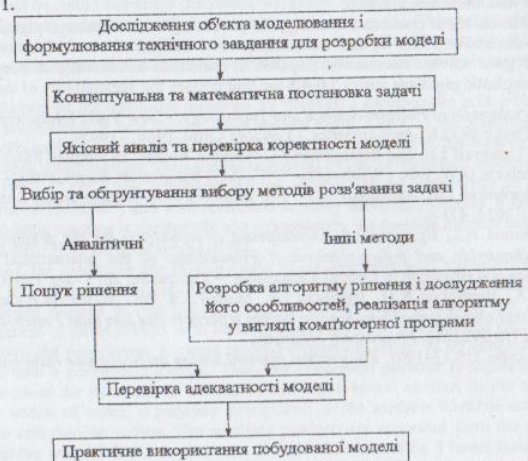 1.
Дослідження об'єкта моделювання і
формулювання технічного завдання для розробки моделі
Концептуальна та математична постановка задачі
Якісний аналіз та перевірка коректності моделі
Вибір та обгрунтування вибору методів розв'язання задачі
Аналітичні
Інші методи
Пошук рішення
Розробка алгоритму рішення і дослудження
його особливостей, реалізація алгоритму
у вигляді комп'ютерної програми
Перевірка адекватності моделі
Практичне використання побудованої моделі